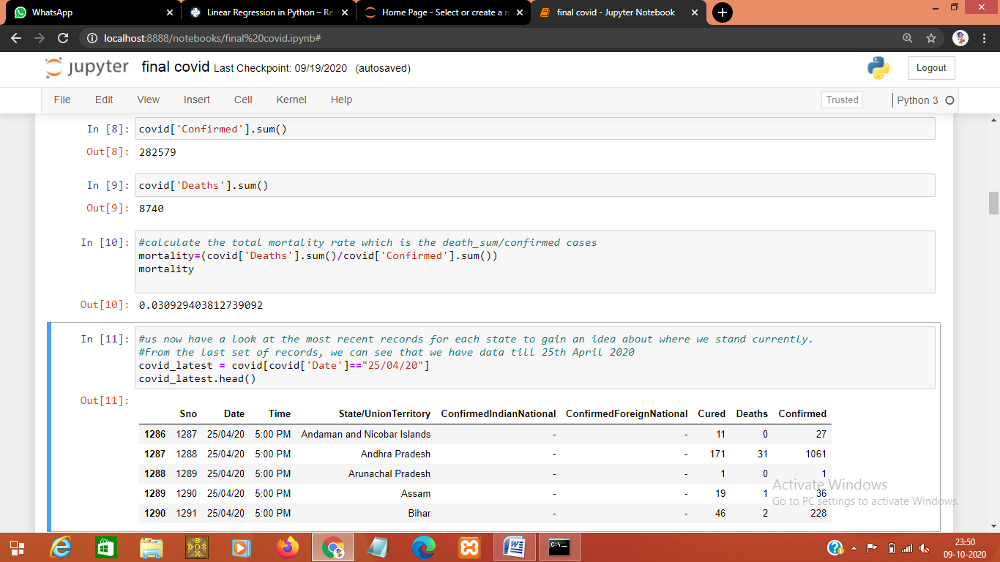 WhatsApp
Linear Regression in Python – Re
Home Page - Select or create a n
final covid - Jupyter Notebook
localhost:8888/notebooks/final%20covid.ipynb#
jupyter final covid Last Checkpoint: 09/19/2020 (autosaved)
Logout
File Edit View Insert Cell Kernel Help
Trusted
Python 3
In [8]: covid['Confirmed'].sum()
Out[8]: 282579
In [9]: covid['Deaths'].sum()
Out[9]: 8740
In [10]: #calculate the total mortality rate which is the death_sum/confirmed cases
mortality=(covid['Deaths'].sum()/covid['Confirmed'].sum())
mortality
Out[10]: 0.030929403812739092
In [11]: #us now have a look at the most recent records for each state to gain an idea about where we stand currently.
#From the last set of records, we can see that we have data till 25th April 2020
covid_latest = covid[covid['Date']=="25/04/20"]
covid_latest.head()
Out[11]:
Sno Date Time State/UnionTerritory ConfirmedIndianNational ConfirmedForeignNational Cured Deaths Confirmed
1286 1287 25/04/20 5:00 PM Andaman and Nicobar Islands - - 11 0 27
1287 1288 25/04/20 5:00 PM Andhra Pradesh - - 171 31 1061
1288 1289 25/04/20 5:00 PM Arunachal Pradesh - - 1 0 1
1289 1290 25/04/20 5:00 PM Assam - - 19 1 36
1290 1291 25/04/20 5:00 PM Bihar - - 46 2 228
Activate Windows
Go to PC settings to activate Windows.
23:50
09-10-2020